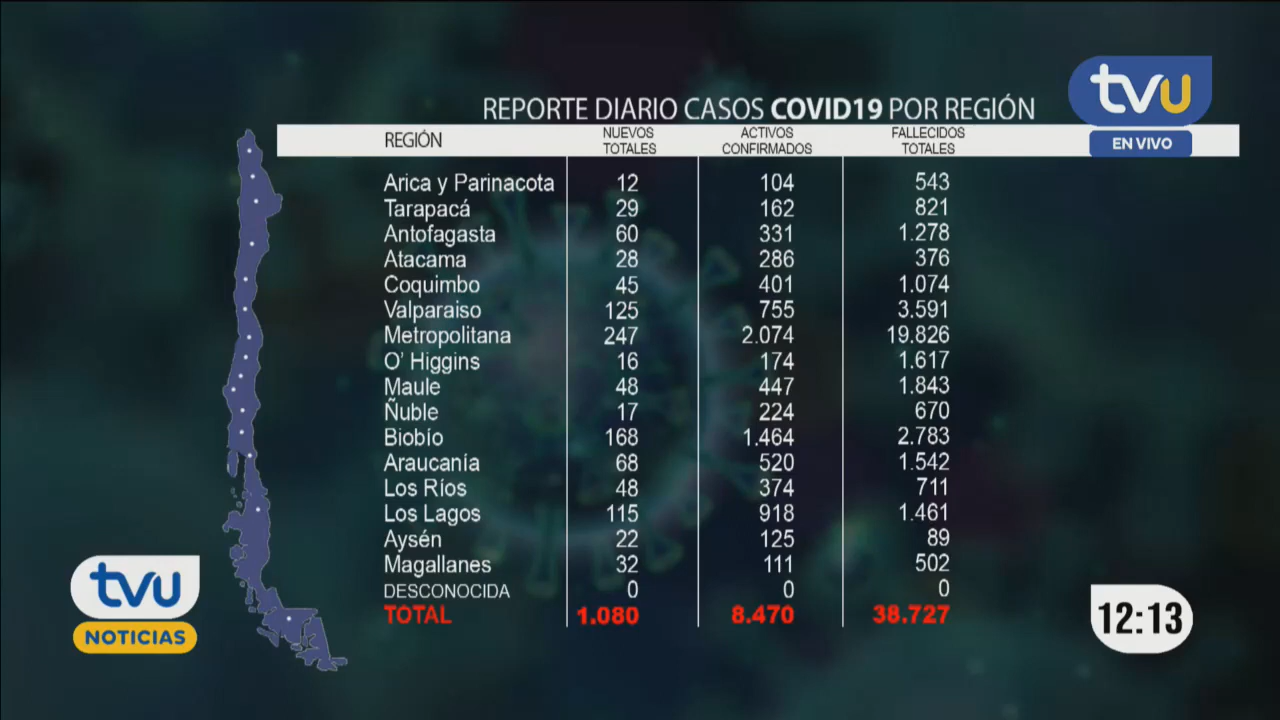 REPORTE DIARIO CASOS COVID19 POR REGIÓN
tvu
EN VIVO
REGIÓN NUEVOS TOTALES ACTIVOS CONFIRMADOS FALLECIDOS TOTALES
Arica y Parinacota 12 104 543
Tarapacá 29 162 821
Antofagasta 60 331 1.278
Atacama 28 286 376
Coquimbo 45 401 1.074
Valparaiso 125 755 3.591
Metropolitana 247 2.074 19.826
O' Higgins 16 174 1.617
Maule 48 447 1.843
Ñuble 17 224 670
Biobío 168 1.464 2.783
Araucanía 68 520 1.542
Los Ríos 48 374 711
Los Lagos 115 918 1.461
Aysén 22 125 89
Magallanes 32 111 502
DESCONOCIDA 0 0 0
TOTAL 1.080 8.470 38.727
tvu
NOTICIAS
12:13